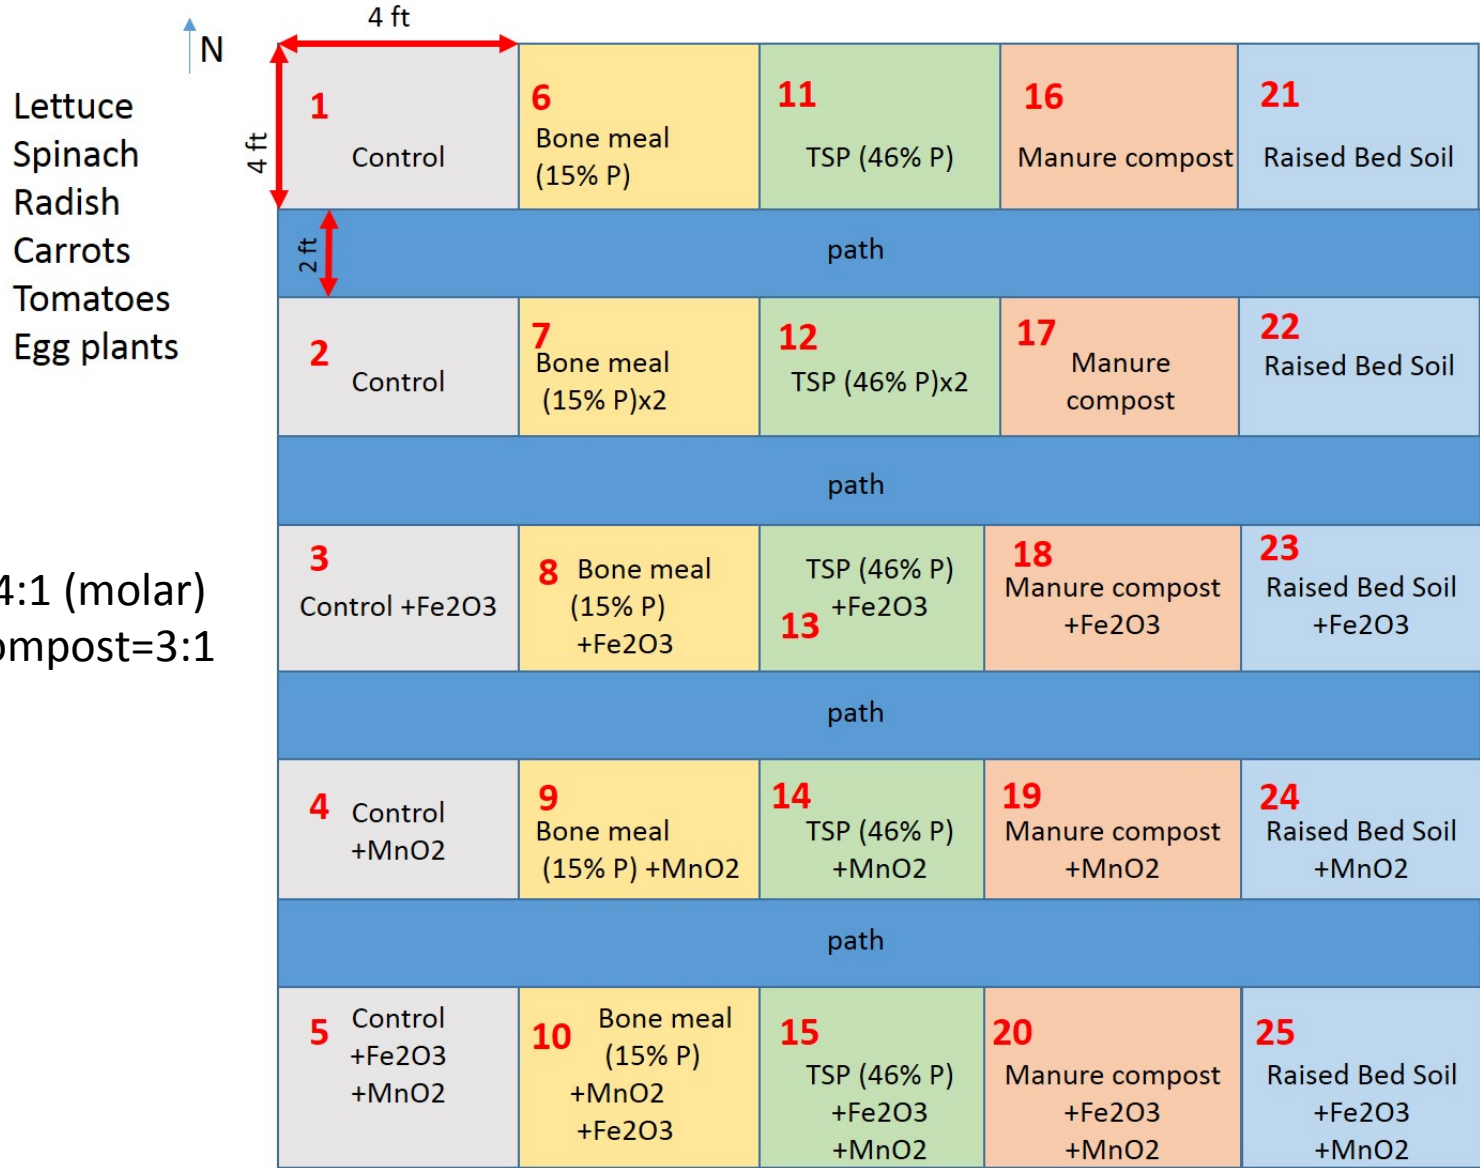 4 ft
N
4 ft
Lettuce
Spinach
Radish
Carrots
Tomatoes
Egg plants
1
Control
6
Bone meal
(15% P)
11
TSP (46% P)
16
Manure compost
21
Raised Bed Soil
2 ft
path
2
Control
7
Bone meal
(15% P)x2
12
TSP (46% P)x2
17
Manure
compost
22
Raised Bed Soil
path
4:1 (molar)
ompost=3:1
3
Control +Fe2O3
8 Bone meal
(15% P)
+Fe2O3
TSP (46% P)
+Fe2O3
13
18
Manure compost
+Fe2O3
23
Raised Bed Soil
+Fe2O3
path
4 Control
+MnO2
9
Bone meal
(15% P) +MnO2
14
TSP (46% P)
+MnO2
19
Manure compost
+MnO2
24
Raised Bed Soil
+MnO2
path
5 Control
+Fe2O3
+MnO2
10 Bone meal
(15% P)
+MnO2
+Fe2O3
15
TSP (46% P)
+Fe2O3
+MnO2
20
Manure compost
+Fe2O3
+MnO2
25
Raised Bed Soil
+Fe2O3
+MnO2